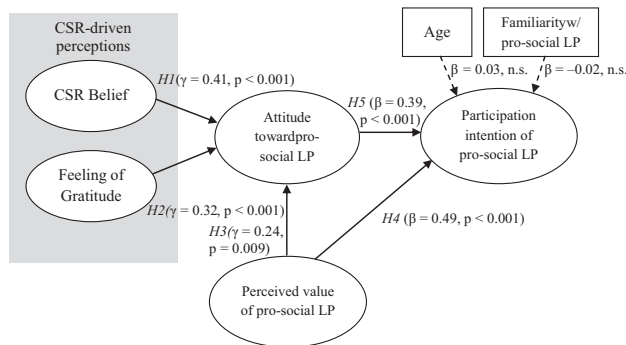 CSR-driven
perceptions
CSR Belief
Feeling of
Gratitude
H1(γ = 0.41, p < 0.001)
H2(γ = 0.32, p < 0.001)
H3(γ = 0.24,
p = 0.009)
Attitude
towardpro-
social LP
Perceived value
of pro-social LP
H5 (β = 0.39,
p < 0.001)
H4 (β = 0.49, p < 0.001)
Age
Familiarityw/
pro-social LP
β = 0.03, n.s.
β = –0.02, n.s.
Participation
intention of
pro-social LP